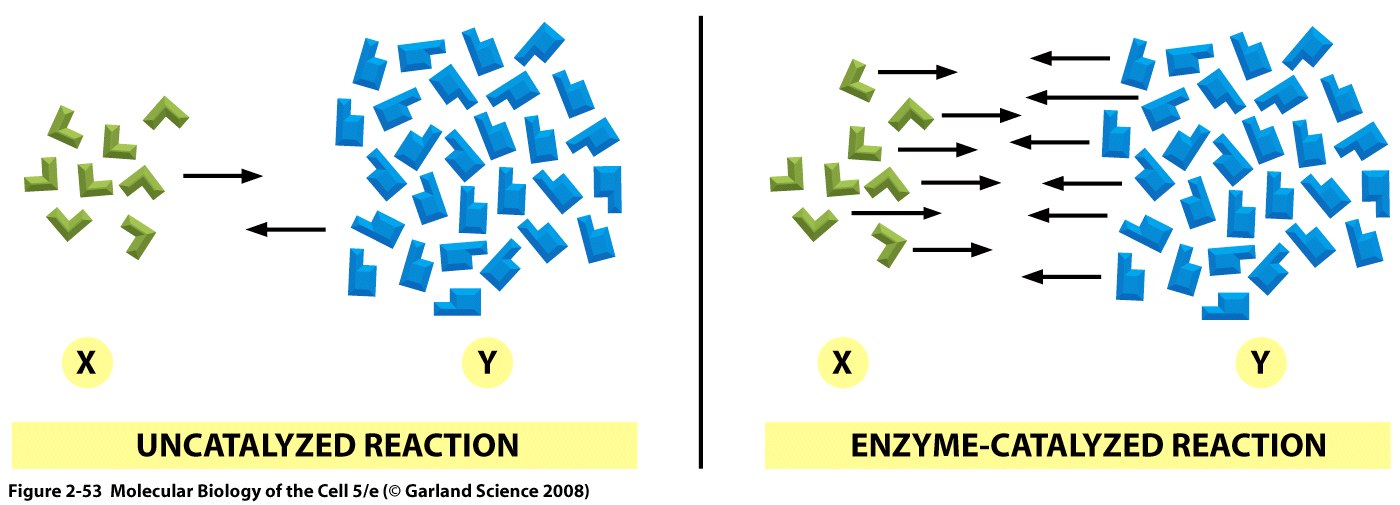 X
Y
UNCATALYZED REACTION
X
Y
ENZYME-CATALYZED REACTION
Figure 2-53 Molecular Biology of the Cell 5/e (© Garland Science 2008)